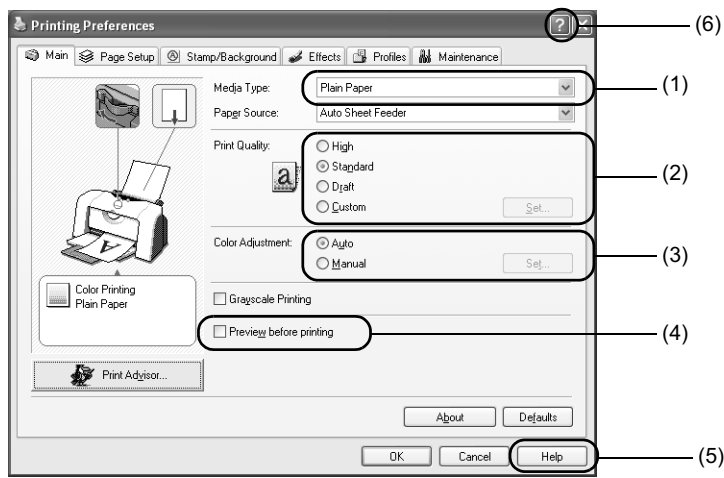 Printing Preferences ? (6)
Main Page Setup Stamp/Background Effects Profiles Maintenance
Media Type: Plain Paper (1)
Paper Source: Auto Sheet Feeder
Print Quality: High
Standard (2)
a
Draft
Custom Set...
Color Adjustment: Auto (3)
Manual Set...
Color Printing
Plain Paper
Grayscale Printing
Preview before printing (4)
Print Advisor...
About Defaults
OK Cancel Help (5)